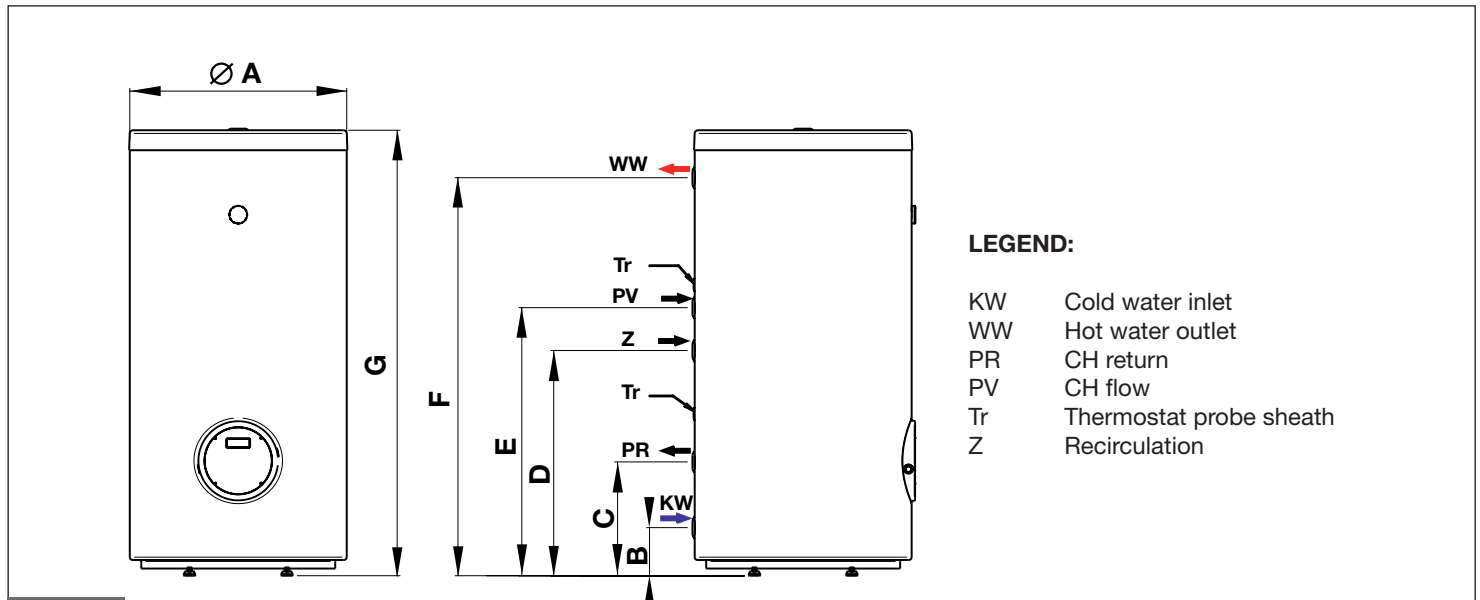 Ø A
G
F
E
D
C
B
WW
Tr
PV
Z
Tr
PR
KW
LEGEND:
KW Cold water inlet
WW Hot water outlet
PR CH return
PV CH flow
Tr Thermostat probe sheath
Z Recirculation